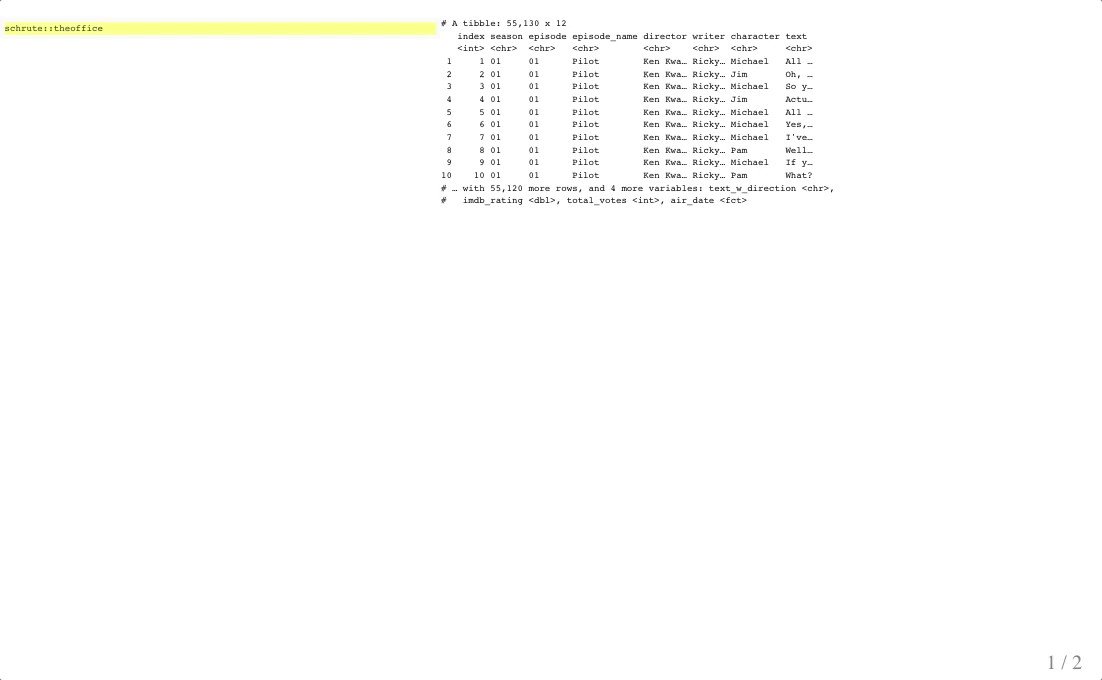 schrute::theoffice
# A tibble: 55,130 x 12
index season episode episode_name director writer character text
<int> <chr> <chr> <chr> <chr> <chr> <chr> <chr>
1 1 01 01 Pilot Ken Kwa… Ricky… Michael All …
2 2 01 01 Pilot Ken Kwa… Ricky… Jim Oh, …
3 3 01 01 Pilot Ken Kwa… Ricky… Michael So y…
4 4 01 01 Pilot Ken Kwa… Ricky… Jim Actu…
5 5 01 01 Pilot Ken Kwa… Ricky… Michael All …
6 6 01 01 Pilot Ken Kwa… Ricky… Michael Yes,…
7 7 01 01 Pilot Ken Kwa… Ricky… Michael I've…
8 8 01 01 Pilot Ken Kwa… Ricky… Pam Well…
9 9 01 01 Pilot Ken Kwa… Ricky… Michael If y…
10 10 01 01 Pilot Ken Kwa… Ricky… Pam What?
# … with 55,120 more rows, and 4 more variables: text_w_direction <chr>,
# imdb_rating <dbl>, total_votes <int>, air_date <fct>
1 / 2